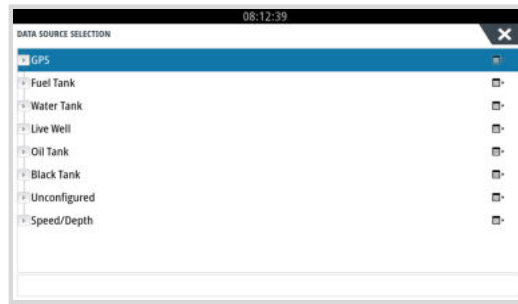 08:12:39
DATA SOURCE SELECTION
GPS
Fuel Tank
Water Tank
Live Well
Oil Tank
Black Tank
Unconfigured
Speed/Depth